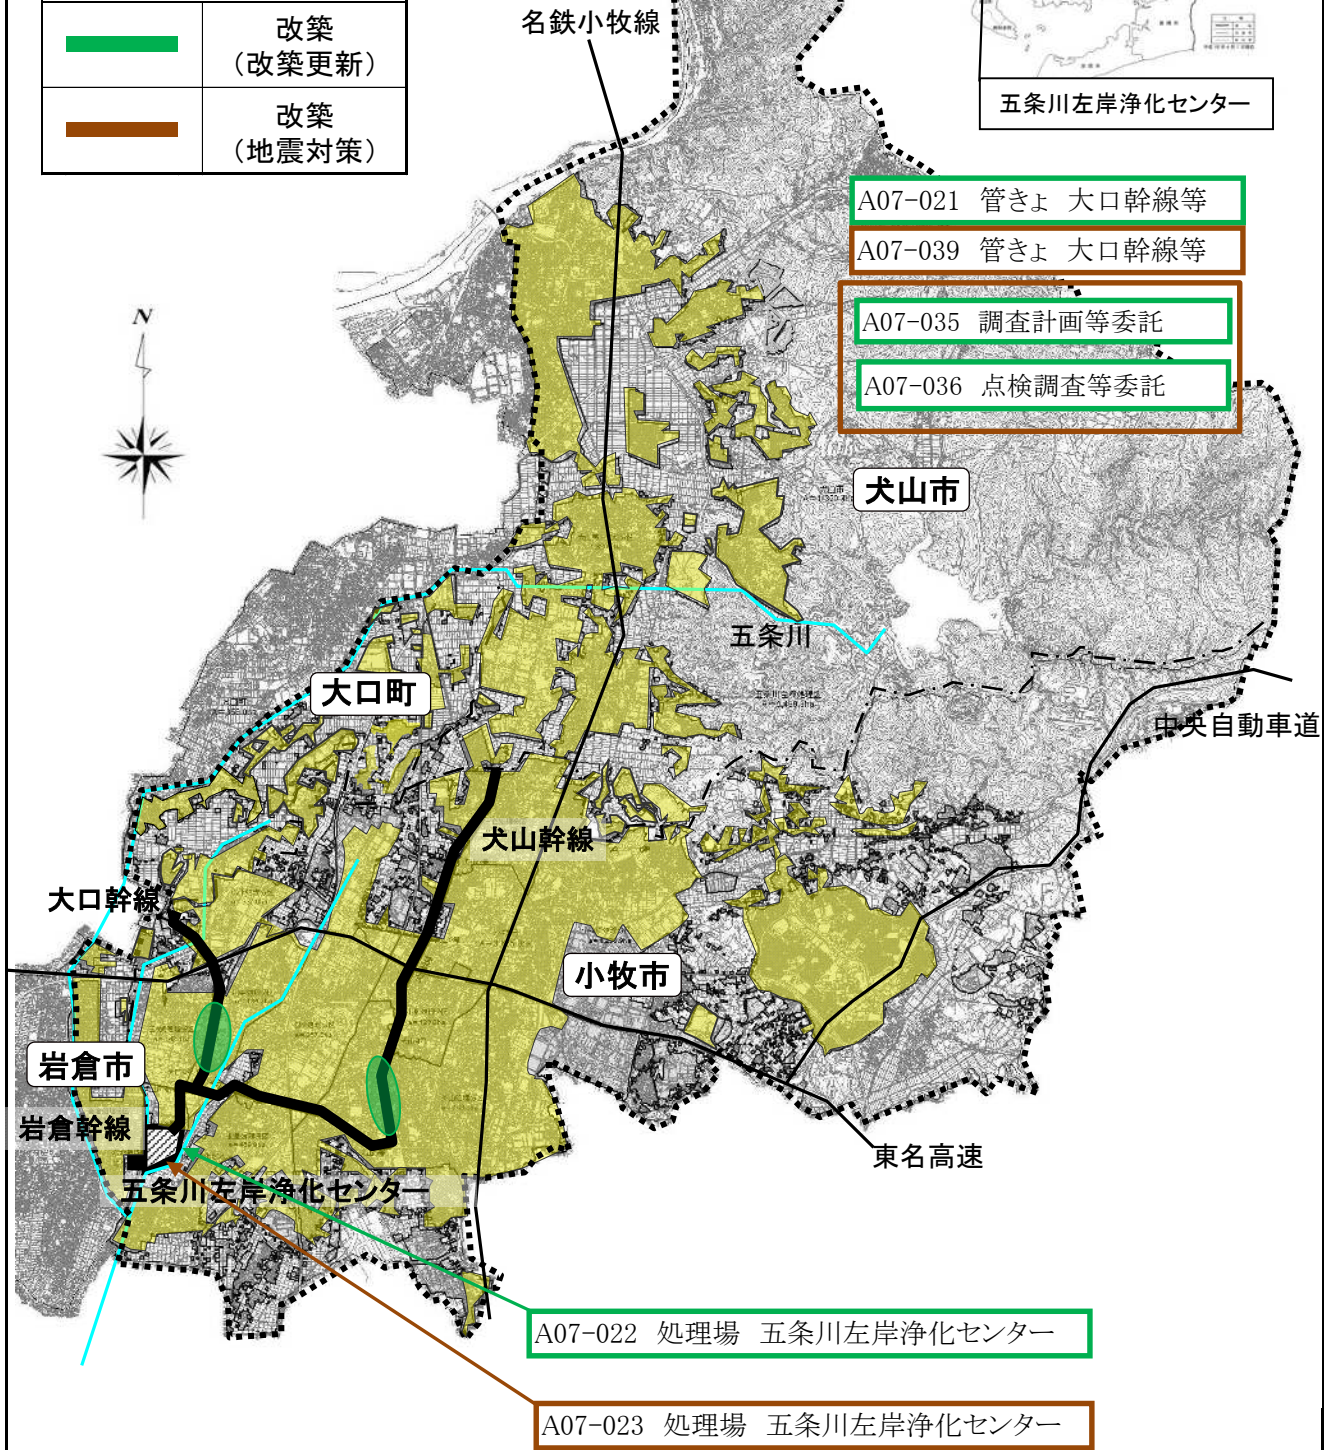 改築
（改築更新）
改築
（地震対策）
名鉄小牧線
五条川左岸浄化センター
A07-021 管きょ 大口幹線等
A07-039 管きょ 大口幹線等
A07-035 調査計画等委託
A07-036 点検調査等委託
N
犬山市
五条川
大口町
中央自動車道
犬山幹線
大口幹線
小牧市
岩倉市
岩倉幹線
東名高速
五条川左岸浄化センター
A07-022 処理場 五条川左岸浄化センター
A07-023 処理場 五条川左岸浄化センター